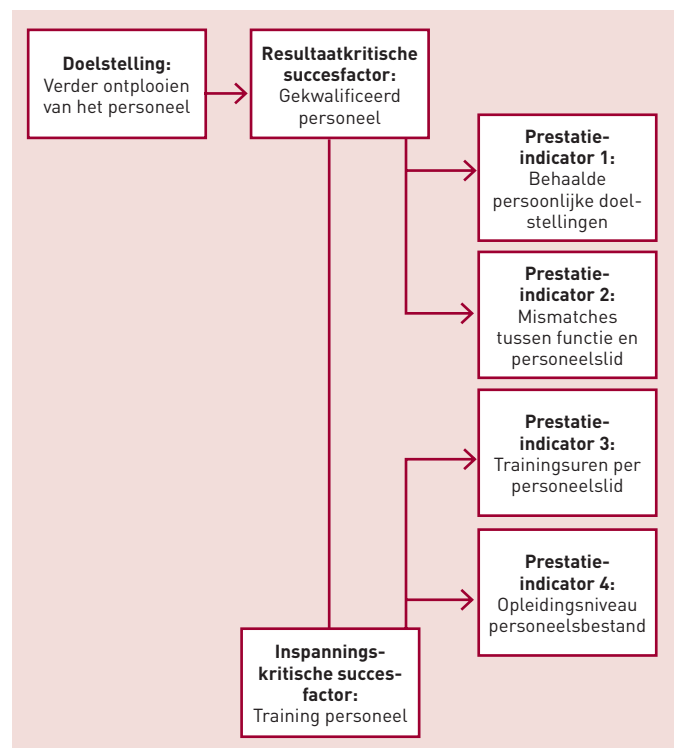 Doelstelling:
Verder ontplooien
van het personeel
Resultaatkritische
succesfactor:
Gekwalificeerd
personeel
Prestatie-
indicator 1:
Behaalde
persoonlijke doel-
stellingen
Prestatie-
indicator 2:
Mismatches
tussen functie en
personeelslid
Prestatie-
indicator 3:
Trainingsuren per
personeelslid
Prestatie-
indicator 4:
Opleidingsniveau
personeelsbestand
Inspannings-
kritische succes-
factor:
Training personeel